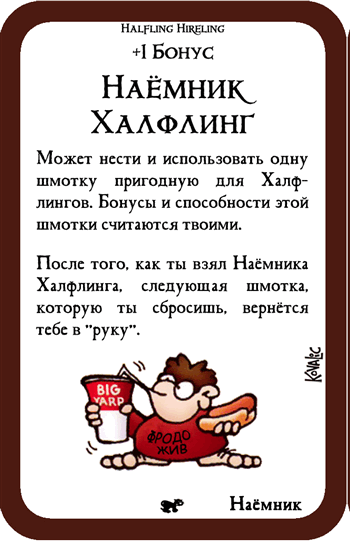 Halfling Hireling
+1 Бонус
Наёмник
Халфлинг
Может нести и использовать одну
шмотку пригодную для Халф-
лингов. Бонусы и способности этой
шмотки считаются твоими.
После того, как ты взял Наёмника
Халфлинга, следующая шмотка,
которую ты сбросишь, вернётся
тебе в "руку".
KOVALIC
BIG
YARP
ФРОДО
ЖИВ
Наёмник